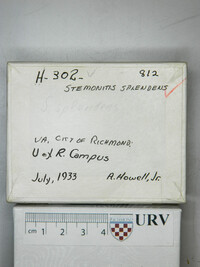 H-302- 812
STEMONITIS SPLENDENS
VA, CITY OF RICHMOND
U of R. Campus
July, 1933 A. Howell, Jr.
URV
cm 1 2 3 4